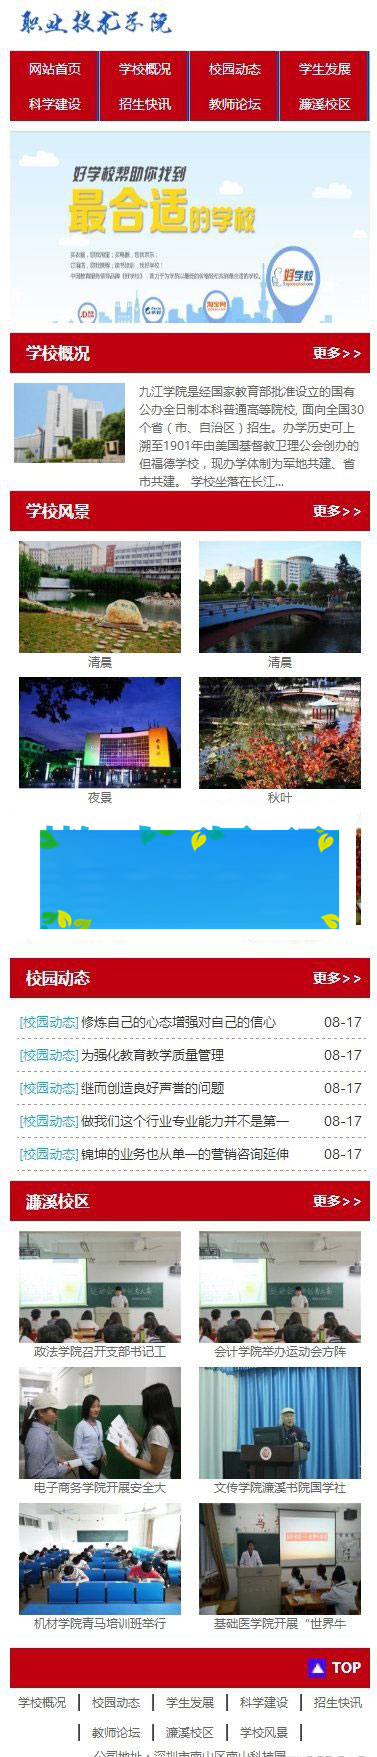 职业技术学院
网站首页 学校概况 校园动态 学生发展
科学建设 招生快讯 教师论坛 濂溪校区
好学校帮助你找到
最合适的学校
好学校
淘宝网
学校概况 更多>>
九江学院是经国家教育部批准设立的国有
公办全日制本科普通高等院校, 面向全国30
个省（市、自治区）招生。办学历史可上
溯至1901年由美国基督教卫理公会创办的
但福德学校，现办学体制为军地共建、省
市共建。 学校坐落在长江...
学校风景 更多>>
清晨 清晨
夜景 秋叶
校园动态 更多>>
[校园动态] 修炼自己的心态增强对自己的信心 08-17
[校园动态] 为强化教育教学质量管理 08-17
[校园动态] 继而创造良好声誉的问题 08-17
[校园动态] 做我们这个行业专业能力并不是第一 08-17
[校园动态] 锦坤的业务也从单一的营销咨询延伸 08-17
濂溪校区 更多>>
政法学院召开支部书记工 会计学院举办运动会方阵
电子商务学院开展安全大 文传学院濂溪书院国学社
机材学院青马培训班举行 基础医学院开展“世界牛
TOP
学校概况 校园动态 学生发展 科学建设 招生快讯
教师论坛 濂溪校区 学校风景
公司地址：深圳市南山区南山科技园